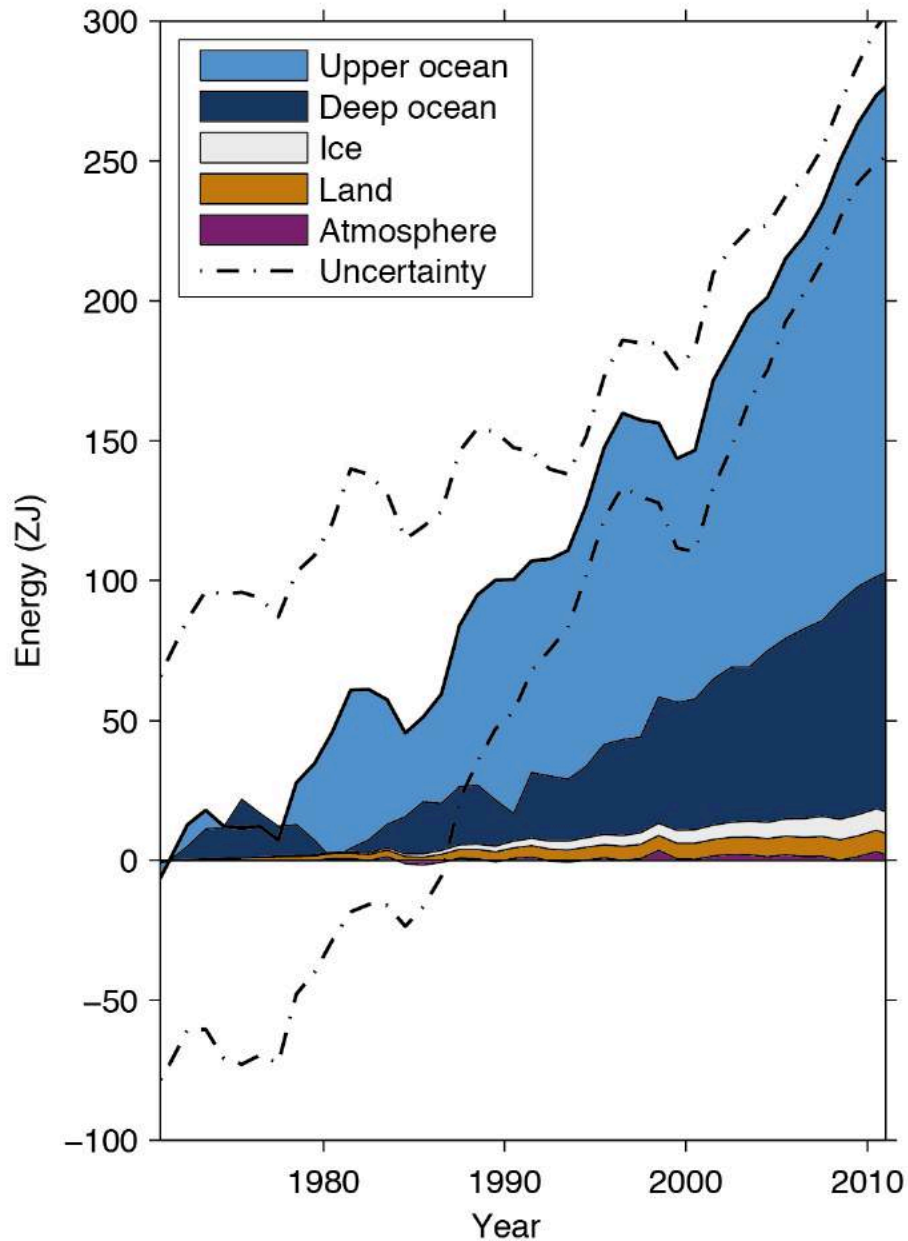 300
250
200
150
100
50
0
−50
−100
Energy (ZJ)
Upper ocean
Deep ocean
Ice
Land
Atmosphere
Uncertainty
1980 1990 2000 2010
Year